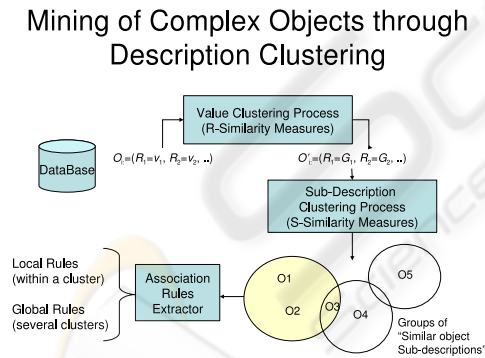 Mining of Complex Objects through
Description Clustering
Value Clustering Process
(R-Similarity Measures)
DataBase
Oᵢ:=(R₁=v₁, R₂=v₂, ..)
O'ᵢ:=(R₁=G₁, R₂=G₂, ..)
Sub-Description
Clustering Process
(S-Similarity Measures)
Local Rules
(within a cluster)
Global Rules
(several clusters)
Association
Rules
Extractor
O1
O2
O3
O4
O5
Groups of
"Similar object
Sub-descriptions"